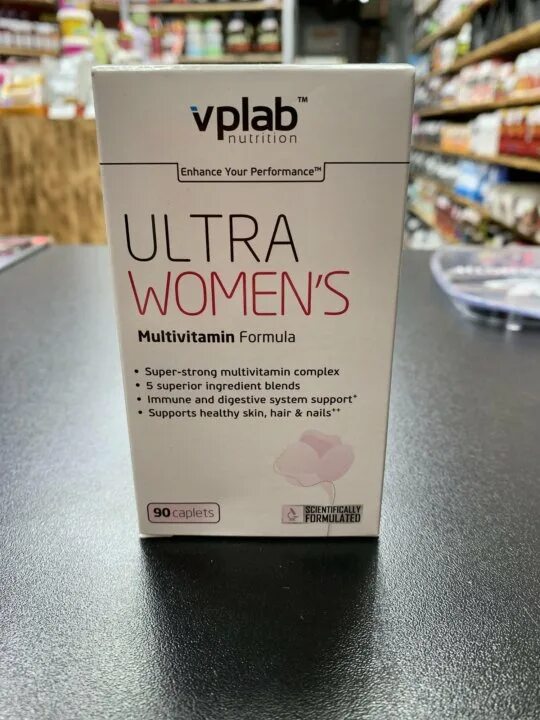 vplab™
nutrition
Enhance Your Performance™
ULTRA
WOMEN'S
Multivitamin Formula
• Super-strong multivitamin complex
• 5 superior ingredient blends
• Immune and digestive system support*
• Supports healthy skin, hair & nails**
90 caplets
SCIENTIFICALLY
FORMULATED